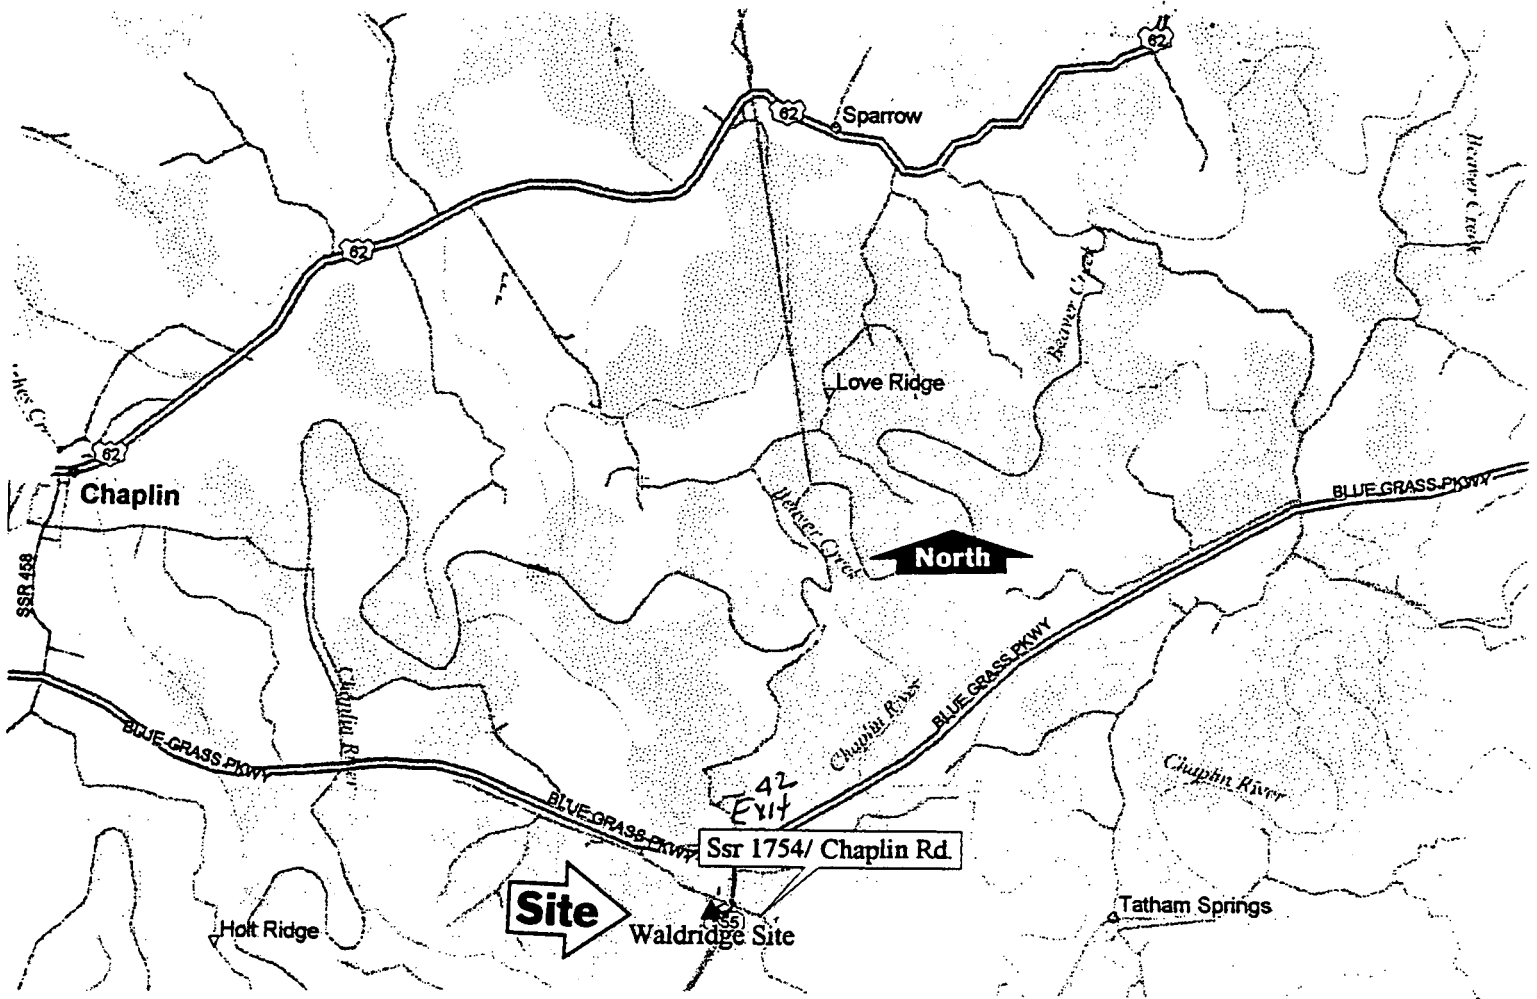 62
62
Sparrow
Beaver Creek
62
Beaver Creek
Love Ridge
62
Chaplin
BLUE GRASS PKWY
Beaver Creek
North
SSR 458
BLUE GRASS PKWY
Chaplin River
Chaplin River
BLUE GRASS PKWY
Chaplin River
42
Exit
BLUE GRASS PKWY
Ssr 1754/ Chaplin Rd.
Site
55
Tatham Springs
Holt Ridge
Waldridge Site